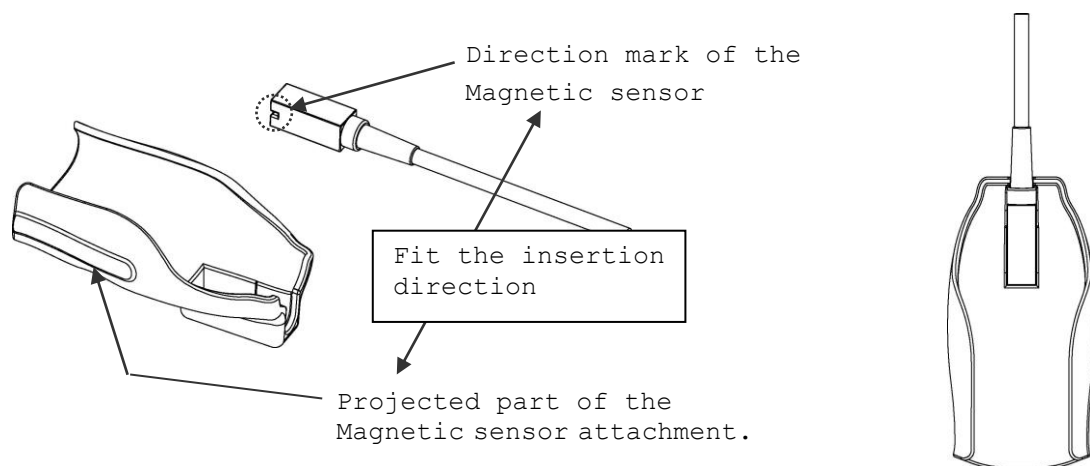 Direction mark of the
Magnetic sensor
Fit the insertion
direction
Projected part of the
Magnetic sensor attachment.